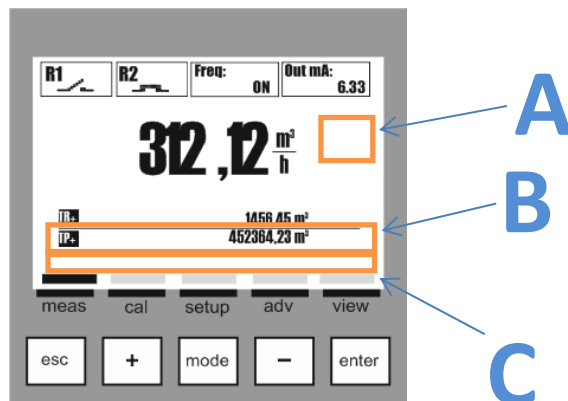 R1 R2 Freq: ON Out mA: 6.33
312,12 m³/h
A
TR+ 1456,45 m³
B
TP+ 452364,23 m³
meas cal setup adv view
C
esc + mode − enter